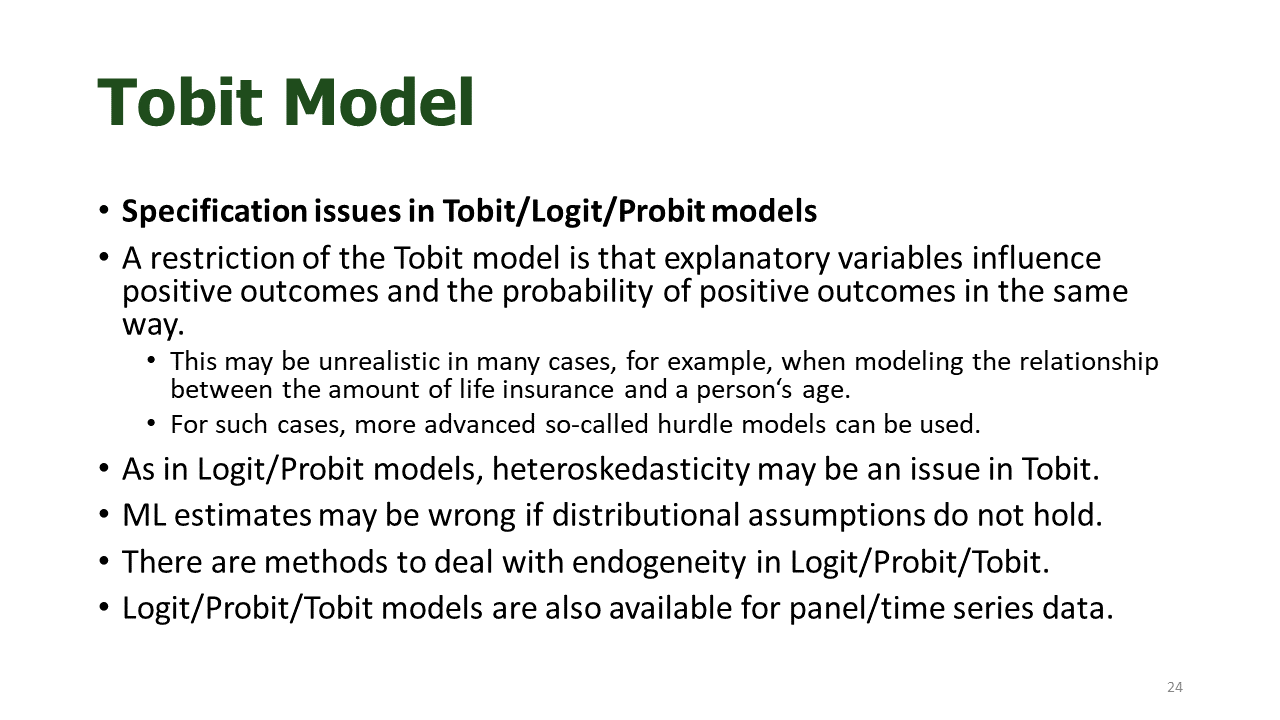 Tobit Model
• Specification issues in Tobit/Logit/Probit models
• A restriction of the Tobit model is that explanatory variables influence
positive outcomes and the probability of positive outcomes in the same
way.
• This may be unrealistic in many cases, for example, when modeling the relationship
between the amount of life insurance and a person‘s age.
• For such cases, more advanced so-called hurdle models can be used.
• As in Logit/Probit models, heteroskedasticity may be an issue in Tobit.
• ML estimates may be wrong if distributional assumptions do not hold.
• There are methods to deal with endogeneity in Logit/Probit/Tobit.
• Logit/Probit/Tobit models are also available for panel/time series data.
24